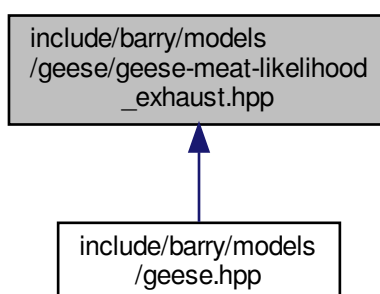 include/barry/models
/geese/geese-meat-likelihood
_exhaust.hpp
include/barry/models
/geese.hpp